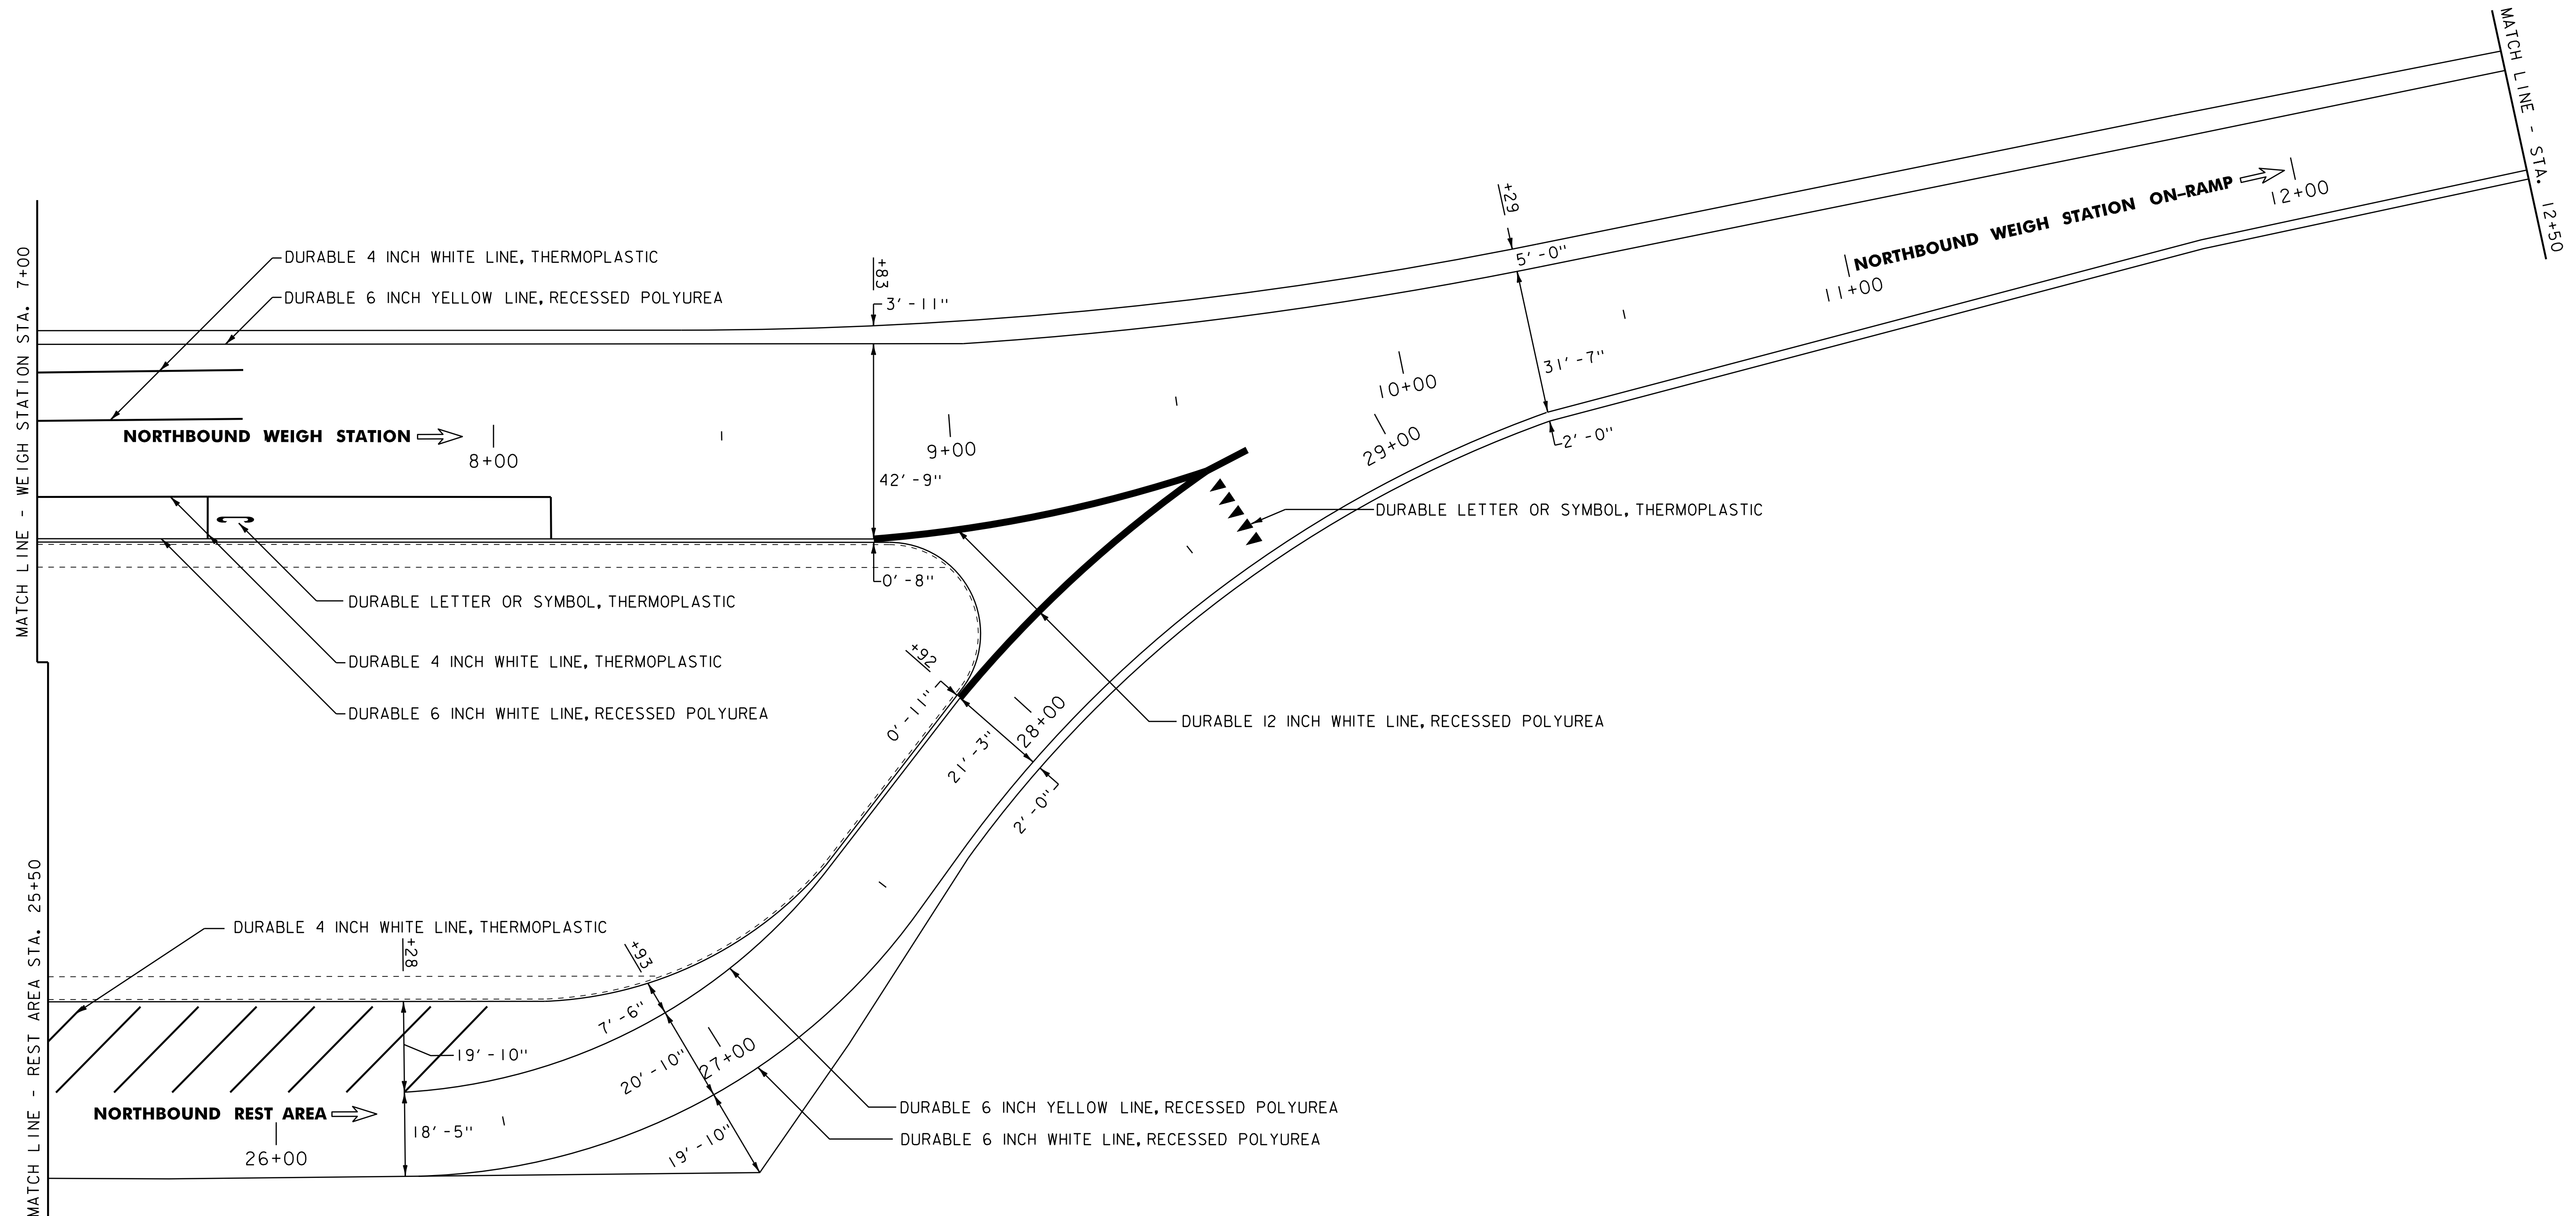 MATCH LINE - STA. 12+50
+29
5'-0"
NORTHBOUND WEIGH STATION ON-RAMP
12+00
11+00
MATCH LINE - WEIGH STATION STA. 7+00
DURABLE 4 INCH WHITE LINE, THERMOPLASTIC
DURABLE 6 INCH YELLOW LINE, RECESSED POLYUREA
+83
3'-11"
31'-7"
10+00
29+00
2'-0"
NORTHBOUND WEIGH STATION
8+00
9+00
42'-9"
DURABLE LETTER OR SYMBOL, THERMOPLASTIC
0'-8"
DURABLE LETTER OR SYMBOL, THERMOPLASTIC
DURABLE 4 INCH WHITE LINE, THERMOPLASTIC
DURABLE 6 INCH WHITE LINE, RECESSED POLYUREA
+92
0'-11"
21'-3"
28+00
2'-0"
DURABLE 12 INCH WHITE LINE, RECESSED POLYUREA
MATCH LINE - REST AREA STA. 25+50
DURABLE 4 INCH WHITE LINE, THERMOPLASTIC
+28
+93
7'-6"
20'-10"
27+00
19'-10"
19'-10"
NORTHBOUND REST AREA
26+00
18'-5"
DURABLE 6 INCH YELLOW LINE, RECESSED POLYUREA
DURABLE 6 INCH WHITE LINE, RECESSED POLYUREA